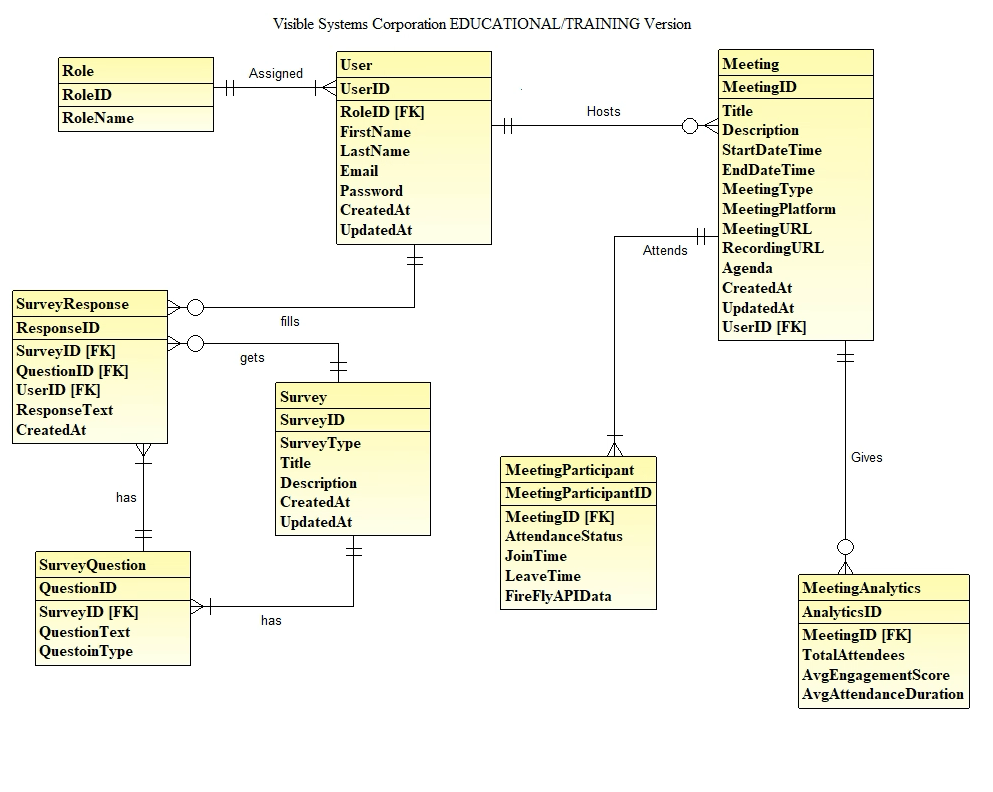 Visible Systems Corporation EDUCATIONAL/TRAINING Version
Role
RoleID
RoleName
Assigned
User
UserID
RoleID [FK]
FirstName
LastName
Email
Password
CreatedAt
UpdatedAt
Hosts
Meeting
MeetingID
Title
Description
StartDateTime
EndDateTime
MeetingType
MeetingPlatform
MeetingURL
RecordingURL
Agenda
CreatedAt
UpdatedAt
UserID [FK]
Attends
fills
gets
SurveyResponse
ResponseID
SurveyID [FK]
QuestionID [FK]
UserID [FK]
ResponseText
CreatedAt
Survey
SurveyID
SurveyType
Title
Description
CreatedAt
UpdatedAt
has
SurveyQuestion
QuestionID
SurveyID [FK]
QuestionText
QuestoinType
has
MeetingParticipant
MeetingParticipantID
MeetingID [FK]
AttendanceStatus
JoinTime
LeaveTime
FireFlyAPIData
Gives
MeetingAnalytics
AnalyticsID
MeetingID [FK]
TotalAttendees
AvgEngagementScore
AvgAttendanceDuration